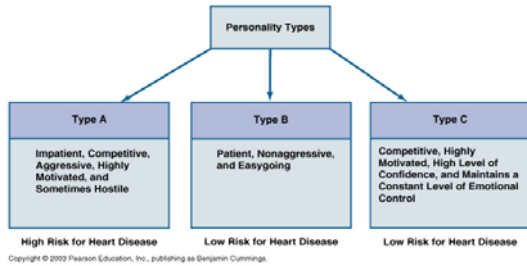 Personality Types
Type A
Impatient, Competitive,
Aggressive, Highly
Motivated, and
Sometimes Hostile
High Risk for Heart Disease
Type B
Patient, Nonaggressive,
and Easygoing
Low Risk for Heart Disease
Type C
Competitive, Highly
Motivated, High Level of
Confidence, and Maintains a
Constant Level of Emotional
Control
Low Risk for Heart Disease
Copyright © 2003 Pearson Education, Inc., publishing as Benjamin Cummings.